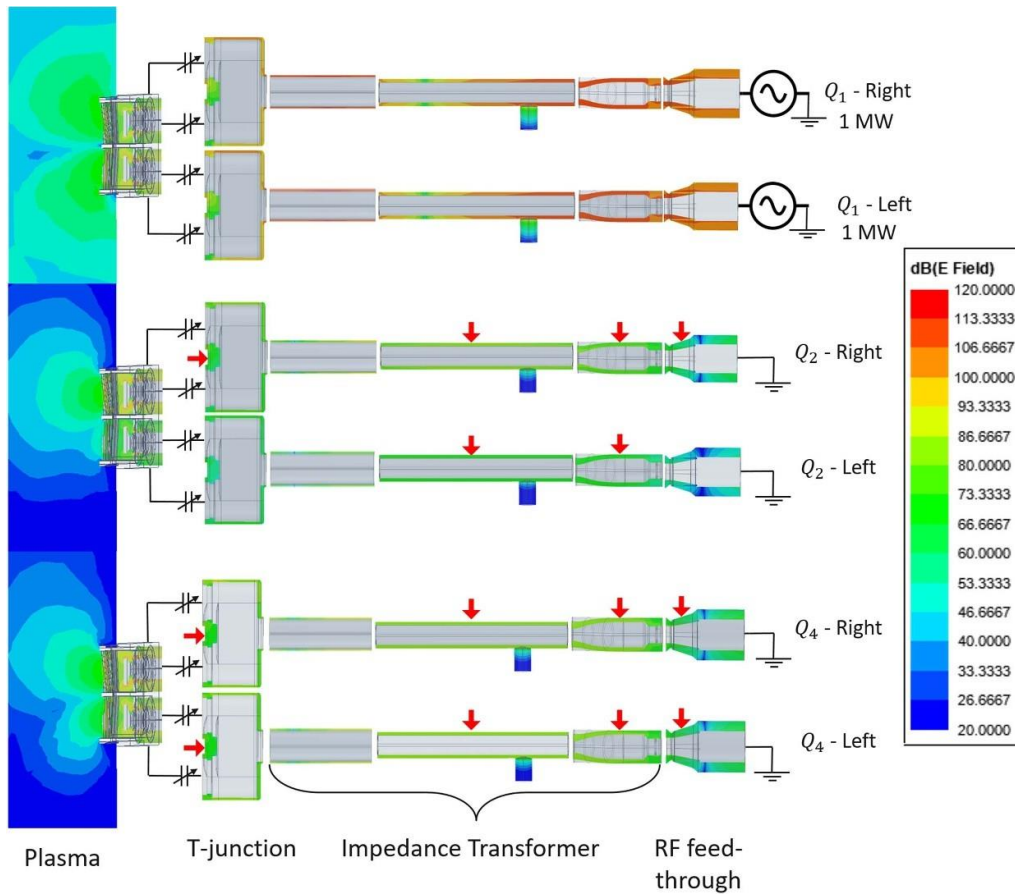 Q₁ - Right
1 MW
Q₁ - Left
1 MW
dB(E Field)
120.0000
113.3333
106.6667
100.0000
93.3333
86.6667
80.0000
73.3333
66.6667
60.0000
53.3333
46.6667
40.0000
33.3333
26.6667
20.0000
Q₂ - Right
Q₂ - Left
Q₄ - Right
Q₄ - Left
Plasma
T-junction
Impedance Transformer
RF feed-
through